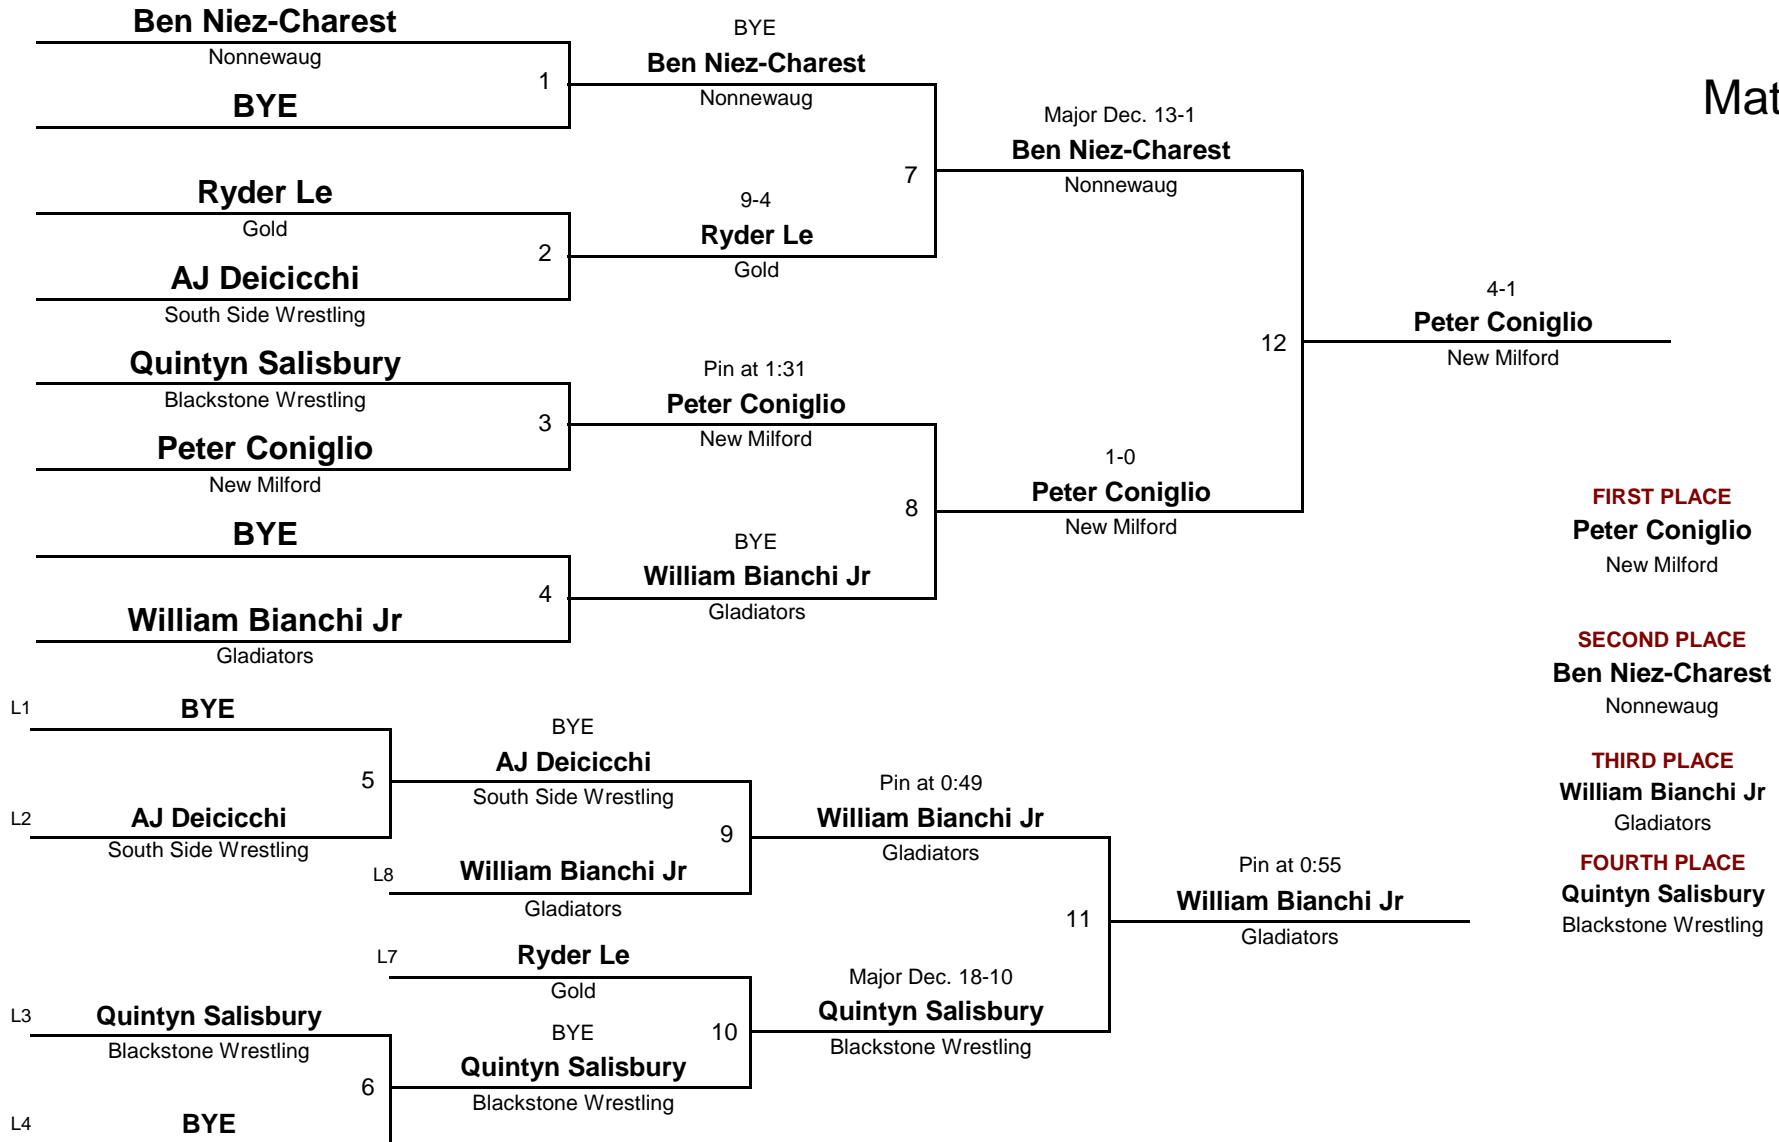 Ben Niez-Charest
Nonnewaug
1
BYE
BYE
Ben Niez-Charest
Nonnewaug
Ryder Le
Gold
2
AJ Deicicchi
South Side Wrestling
9-4
Ryder Le
Gold
7
Major Dec. 13-1
Ben Niez-Charest
Nonnewaug
Mat
Quintyn Salisbury
Blackstone Wrestling
3
Peter Coniglio
New Milford
Pin at 1:31
Peter Coniglio
New Milford
BYE
4
William Bianchi Jr
Gladiators
BYE
William Bianchi Jr
Gladiators
8
1-0
Peter Coniglio
New Milford
12
4-1
Peter Coniglio
New Milford
L1
BYE
5
L2
AJ Deicicchi
South Side Wrestling
BYE
AJ Deicicchi
South Side Wrestling
9
L8
William Bianchi Jr
Gladiators
Pin at 0:49
William Bianchi Jr
Gladiators
L7
Ryder Le
Gold
10
L3
Quintyn Salisbury
Blackstone Wrestling
6
L4
BYE
BYE
Quintyn Salisbury
Blackstone Wrestling
Major Dec. 18-10
Quintyn Salisbury
Blackstone Wrestling
11
Pin at 0:55
William Bianchi Jr
Gladiators
FIRST PLACE
Peter Coniglio
New Milford
SECOND PLACE
Ben Niez-Charest
Nonnewaug
THIRD PLACE
William Bianchi Jr
Gladiators
FOURTH PLACE
Quintyn Salisbury
Blackstone Wrestling